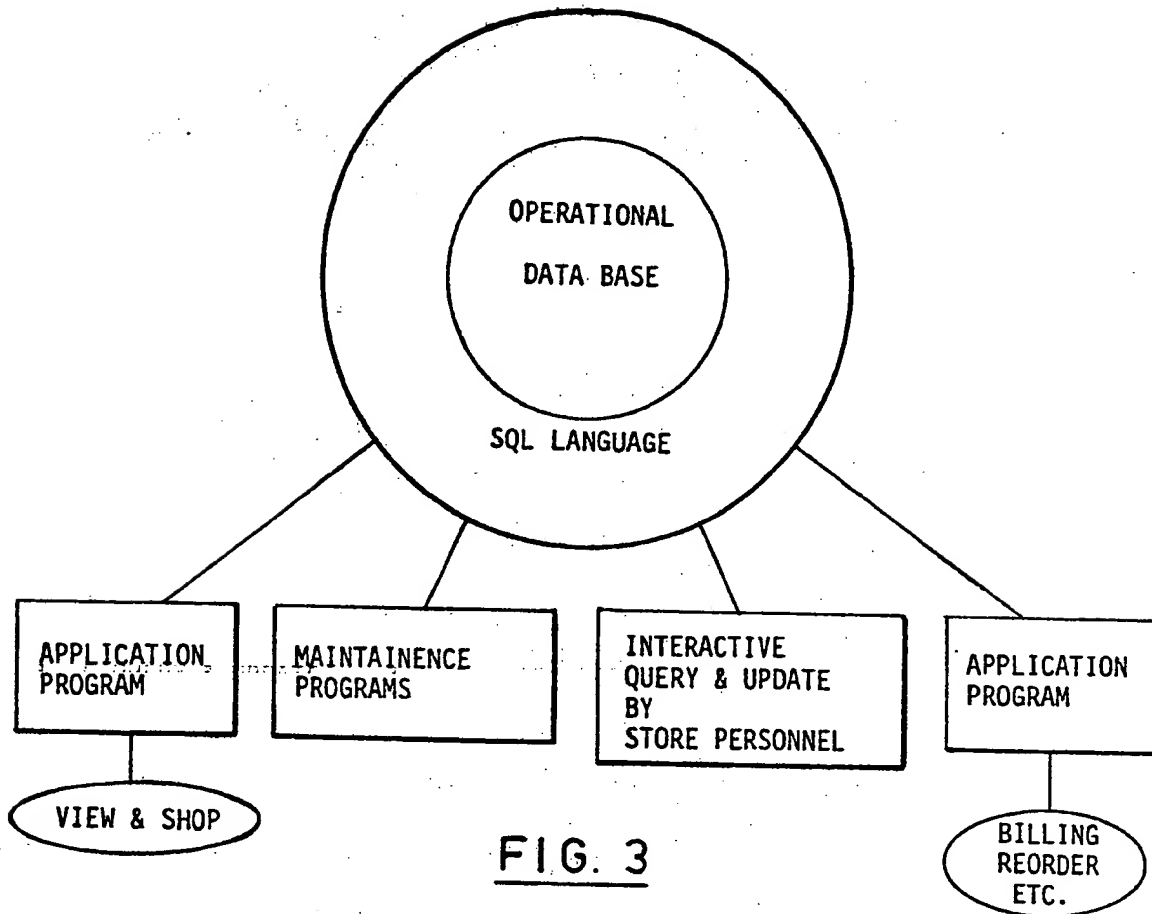 OPERATIONAL
DATA BASE
SQL LANGUAGE
APPLICATION
PROGRAM
MAINTAINENCE
PROGRAMS
INTERACTIVE
QUERY & UPDATE
BY
STORE PERSONNEL
APPLICATION
PROGRAM
VIEW & SHOP
BILLING
REORDER
ETC.
FIG. 3